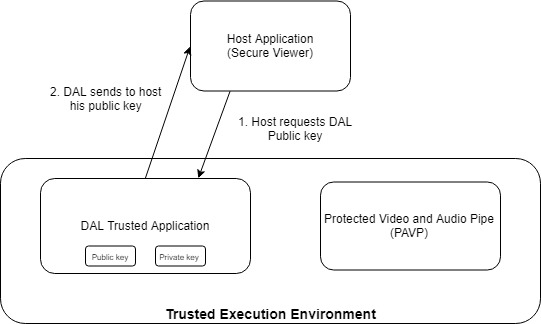 Host Application
(Secure Viewer)
2. DAL sends to host
his public key
1. Host requests DAL
Public key
DAL Trusted Application
Public key
Private key
Protected Video and Audio Pipe
(PAVP)
Trusted Execution Environment